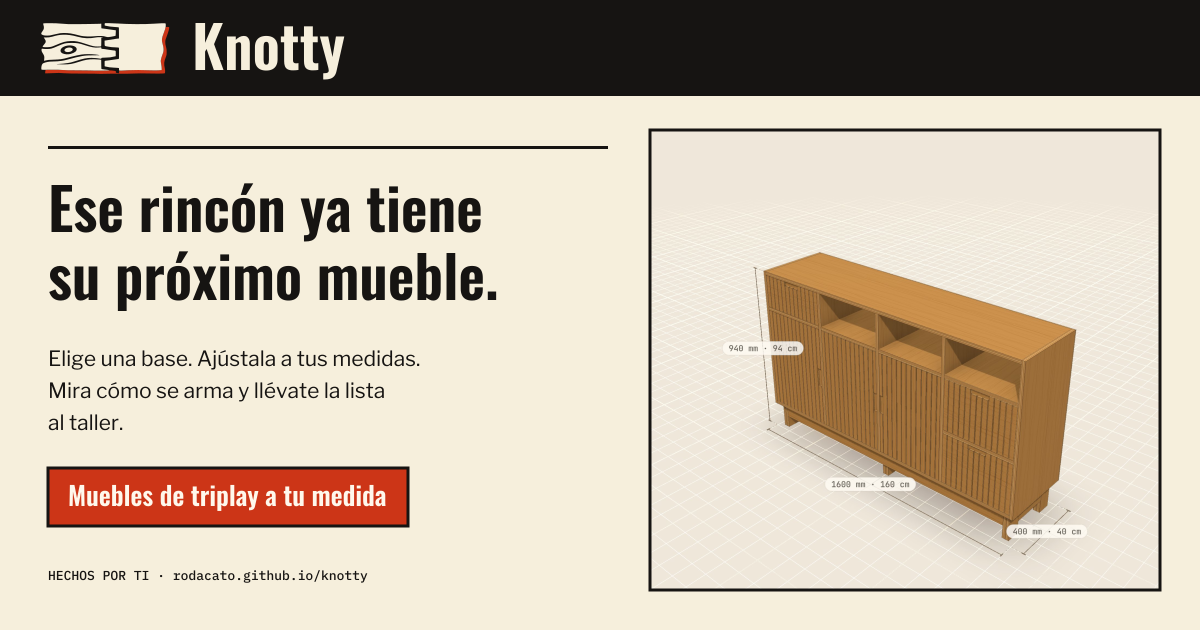 Knotty
Ese rincón ya tiene
su próximo mueble.
Elige una base. Ajústala a tus medidas.
Mira cómo se arma y llévate la lista
al taller.
Muebles de triplay a tu medida
HECHOS POR TI · rodacato.github.io/knotty
940 mm · 94 cm
1600 mm · 160 cm
400 mm · 40 cm